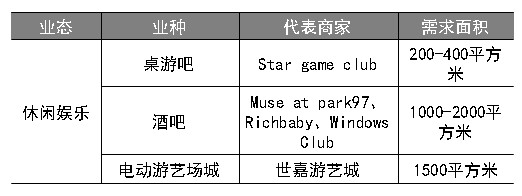 业态 业种 代表商家 需求面积
桌游吧 Star game club 200-400平方
米
休闲娱乐 酒吧 Muse at park97、
Richbaby、Windows
Club 1000-2000平方
米
电动游艺场城 世嘉游艺城 1500平方米